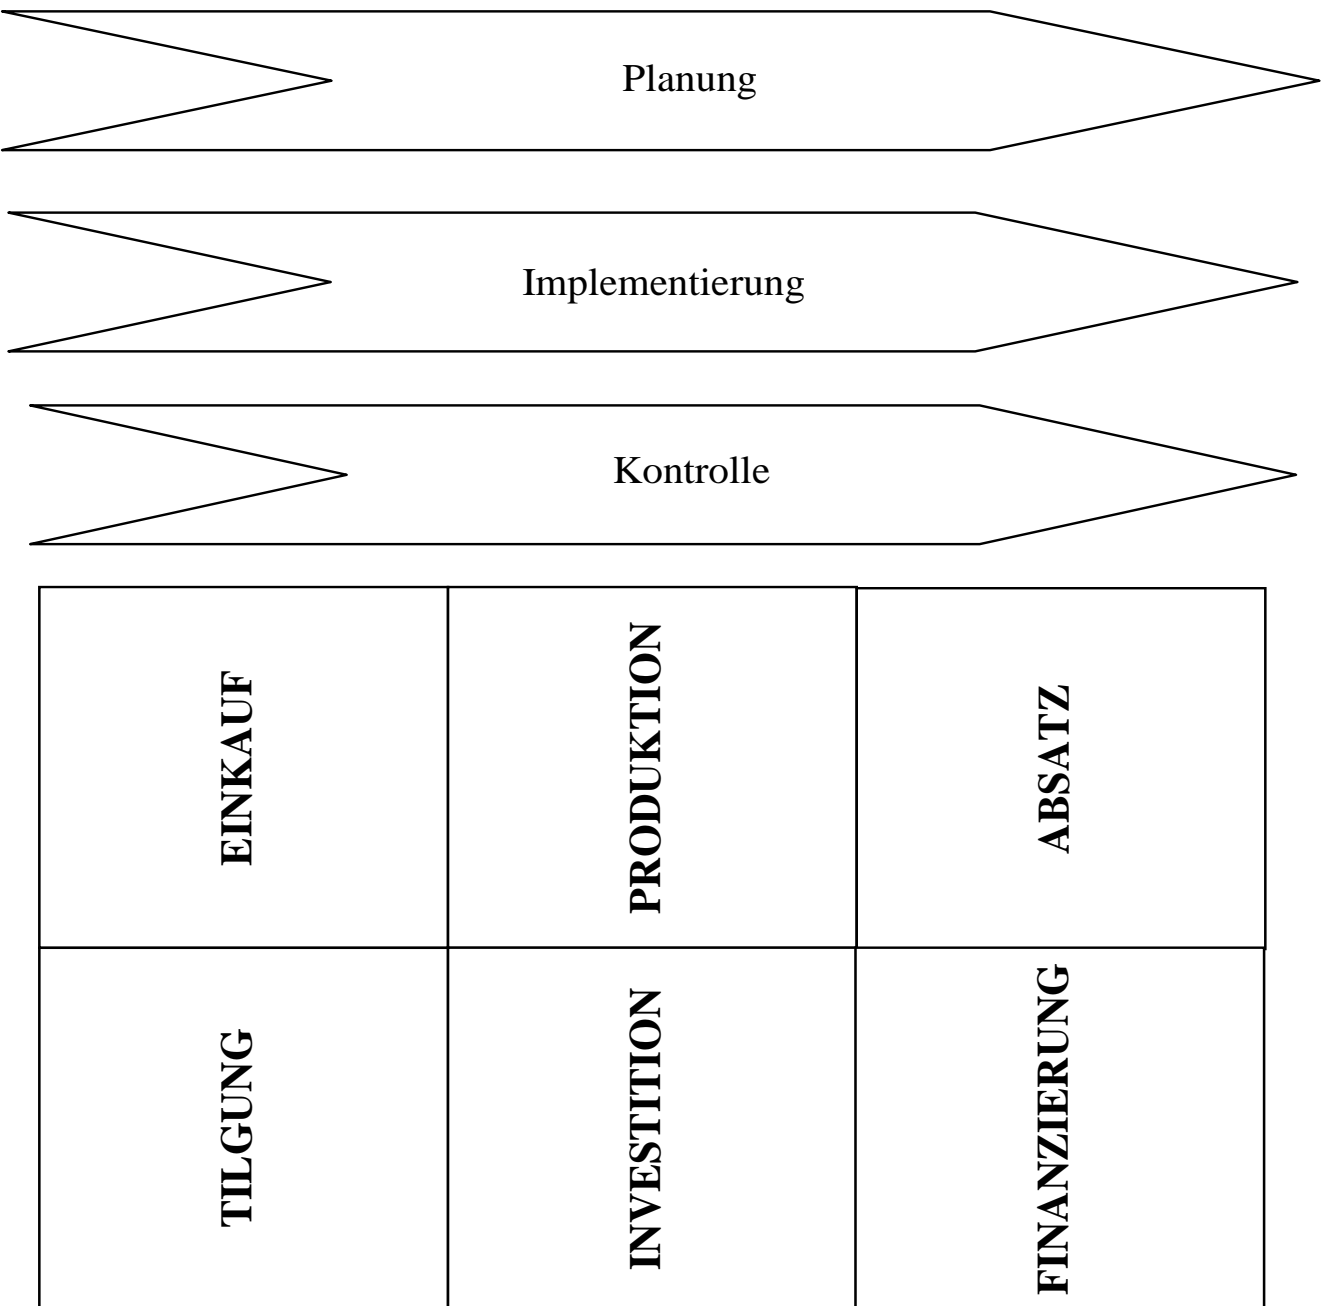 Planung
Implementierung
Kontrolle
EINKAUF
PRODUKTION
ABSATZ
TILGUNG
INVESTITION
FINANZIERUNG